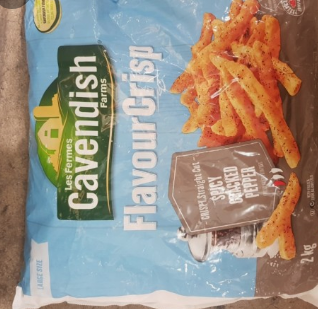 Les Fermes
Cavendish
Farms
FlavourCrisp
SPICY
CRACKED
PEPPER
2 kg